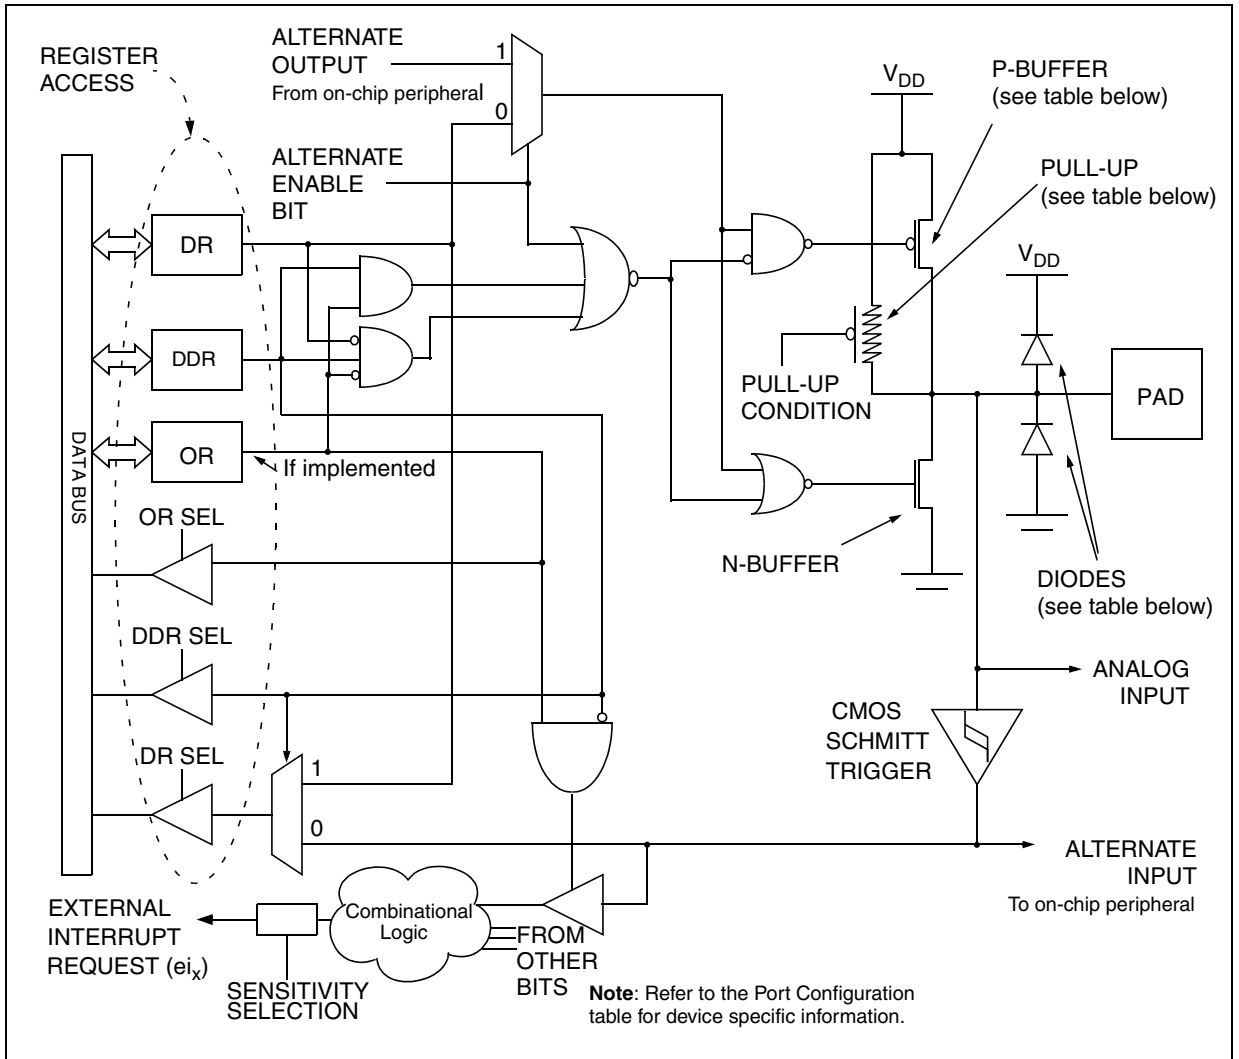 REGISTER
ACCESS
ALTERNATE
OUTPUT
From on-chip peripheral
1
0
ALTERNATE
ENABLE
BIT
VDD
P-BUFFER
(see table below)
PULL-UP
(see table below)
VDD
DR
DDR
OR
If implemented
DATA BUS
PULL-UP
CONDITION
PAD
N-BUFFER
DIODES
(see table below)
OR SEL
DDR SEL
DR SEL
1
0
ANALOG
INPUT
CMOS
SCHMITT
TRIGGER
ALTERNATE
INPUT
To on-chip peripheral
EXTERNAL
INTERRUPT
REQUEST (eix)
Combinational
Logic
FROM
OTHER
BITS
SENSITIVITY
SELECTION
Note: Refer to the Port Configuration
table for device specific information.